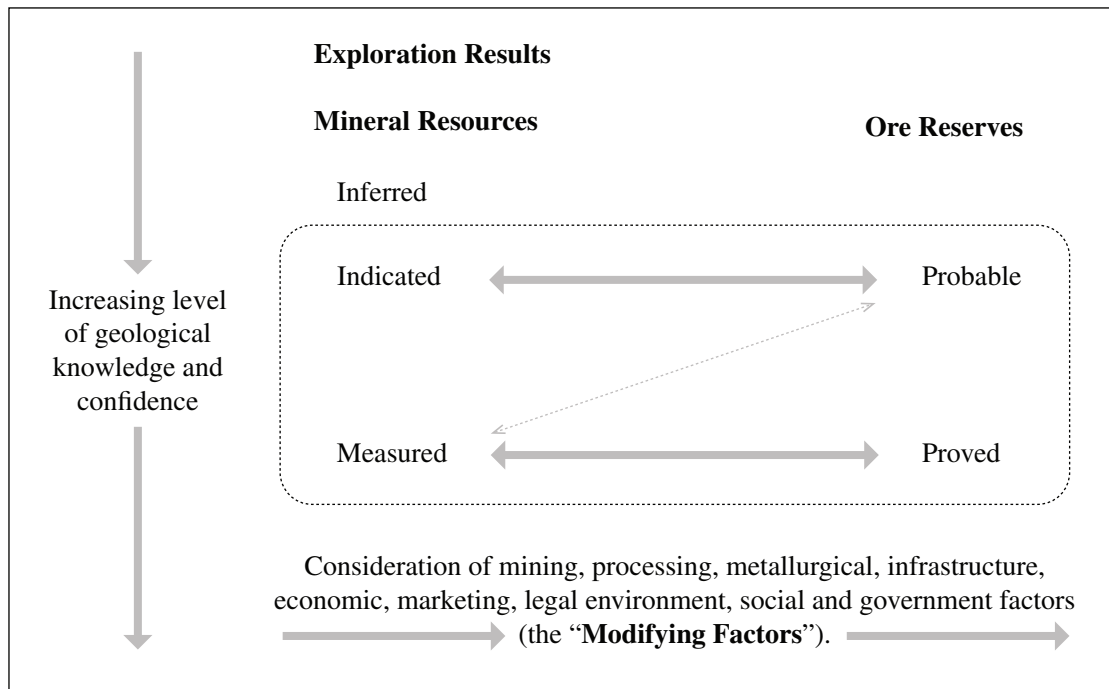 Exploration Results
Mineral Resources
Ore Reserves
Inferred
Indicated
Probable
Increasing level
of geological
knowledge and
confidence
Measured
Proved
Consideration of mining, processing, metallurgical, infrastructure,
economic, marketing, legal environment, social and government factors
(the “Modifying Factors”).